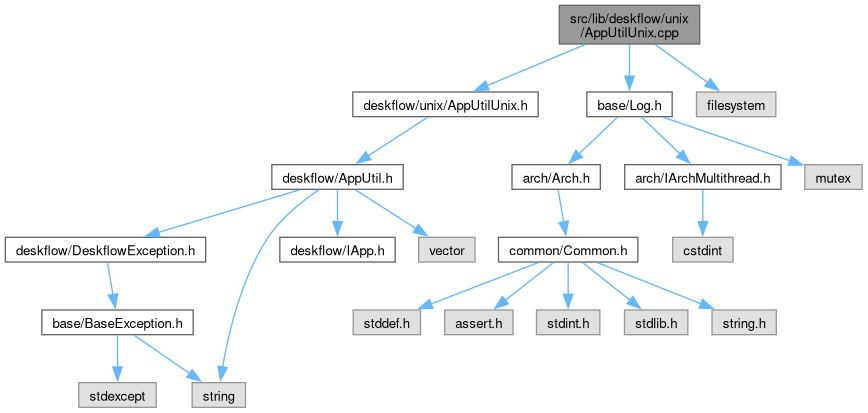 src/lib/deskflow/unix
/AppUtilUnix.cpp
deskflow/unix/AppUtilUnix.h
base/Log.h
filesystem
deskflow/AppUtil.h
arch/Arch.h
arch/IArchMultithread.h
mutex
deskflow/DeskflowException.h
deskflow/IApp.h
vector
common/Common.h
cstdint
base/BaseException.h
stddef.h
assert.h
stdint.h
stdlib.h
string.h
stdexcept
string